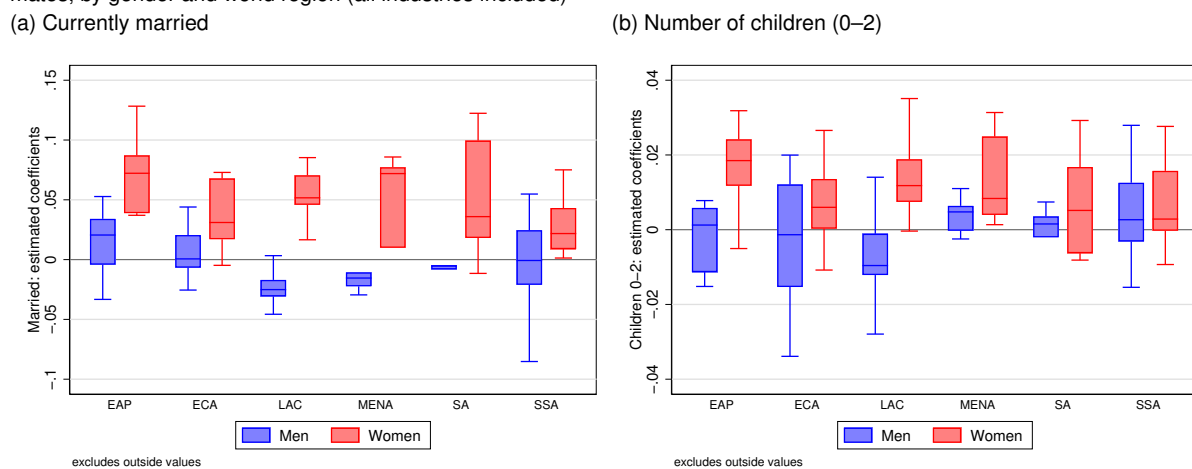 mates, by gender and world region (all industries included)
(a) Currently married
(b) Number of children (0–2)
Married: estimated coefficients
.15
.1
.05
0
−.05
−.1
EAP ECA LAC MENA SA SSA
Men Women
excludes outside values
Children 0–2: estimated coefficients
.04
.02
0
−.02
−.04
EAP ECA LAC MENA SA SSA
Men Women
excludes outside values